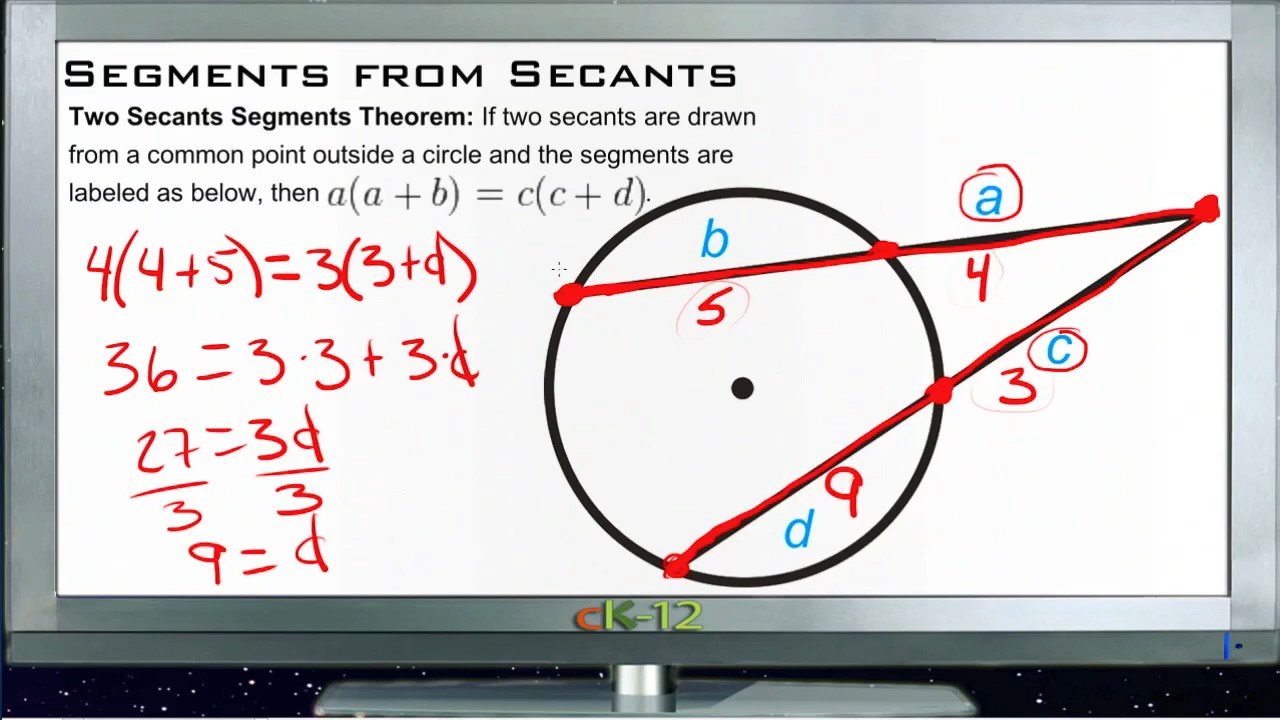 SEGMENTS FROM SECANTS
Two Secants Segments Theorem: If two secants are drawn
from a common point outside a circle and the segments are
labeled as below, then a(a + b) = c(c + d).
4(4+5)=3(3+d)
36=3·3+3·d
27=3d
3 3
9=d
a
b
4
5
c
3
9
d
cK-12